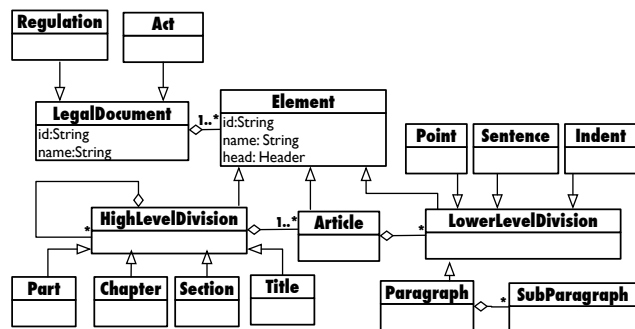 Regulation
Act
LegalDocument
id:String
name:String
1..*
Element
id:String
name: String
head: Header
Point
Sentence
Indent
HighLevelDivision
*
1..*
Article
*
LowerLevelDivision
Part
Chapter
Section
Title
Paragraph
*
SubParagraph